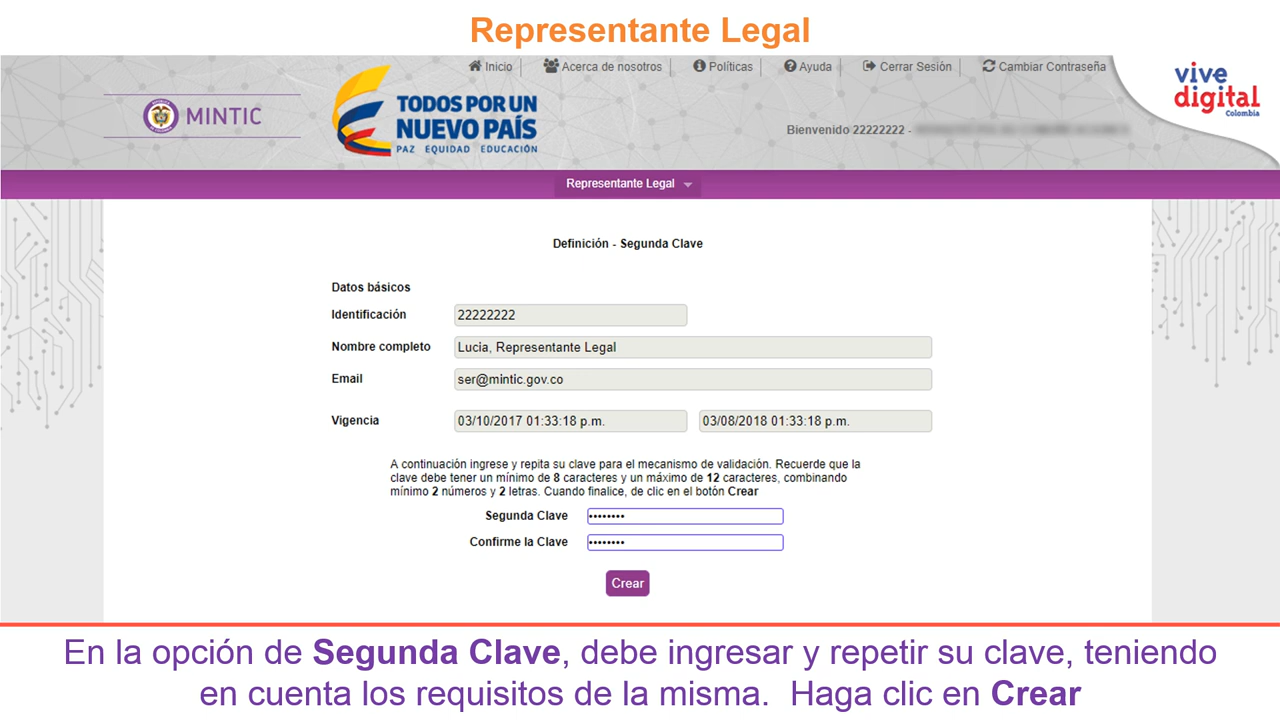 Representante Legal
Inicio
Acerca de nosotros
Políticas
Ayuda
Cerrar Sesión
Cambiar Contraseña
vive
digital
Colombia
MINTIC
TODOS POR UN
NUEVO PAÍS
PAZ EQUIDAD EDUCACIÓN
Bienvenido 22222222 -
Representante Legal
Definición - Segunda Clave
Datos básicos
Identificación 22222222
Nombre completo Lucia, Representante Legal
Email ser@mintic.gov.co
Vigencia 03/10/2017 01:33:18 p.m. 03/08/2018 01:33:18 p.m.
A continuación ingrese y repita su clave para el mecanismo de validación. Recuerde que la
clave debe tener un mínimo de 8 caracteres y un máximo de 12 caracteres, combinando
mínimo 2 números y 2 letras. Cuando finalice, de clic en el botón Crear
Segunda Clave ••••••••
Confirme la Clave ••••••••
Crear
En la opción de Segunda Clave, debe ingresar y repetir su clave, teniendo
en cuenta los requisitos de la misma. Haga clic en Crear